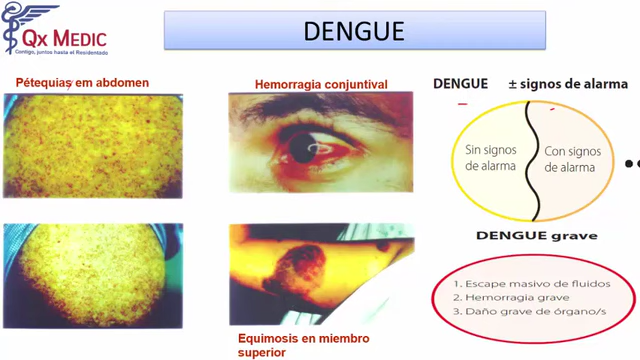 QX MEDIC
Contigo, juntos hasta el Residentado
DENGUE
Pétequias em abdomen
Hemorragia conjuntival
Equimosis en miembro
superior
DENGUE ± signos de alarma
Sin signos
de alarma
Con signos
de alarma
DENGUE grave
1. Escape masivo de fluidos
2. Hemorragia grave
3. Daño grave de órgano/s